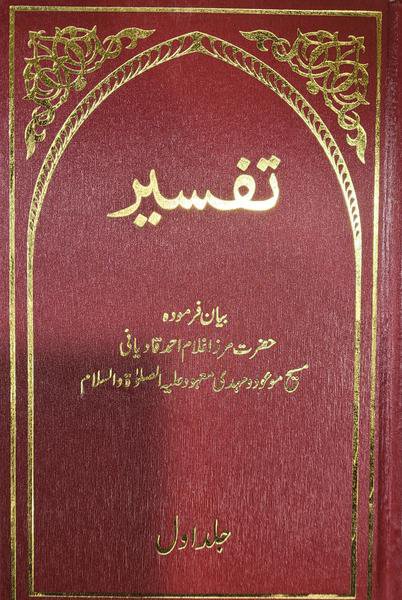 تفسیر
بیان فرمودہ
حضرت مرزا غلام احمد قادیانی
مسیح موعود و مہدی معہود علیہ الصلوٰۃ والسلام
جلد اول